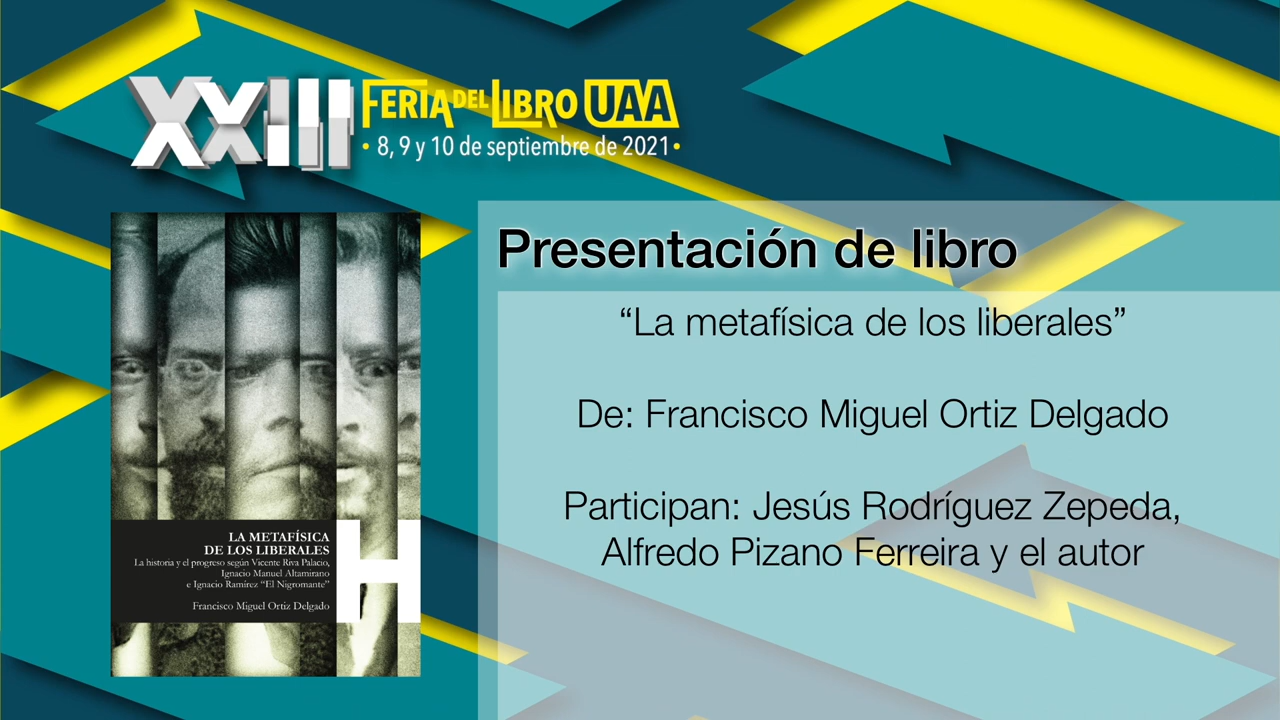 XXIII FERIA DEL LIBRO UAA
• 8, 9 y 10 de septiembre de 2021 •
Presentación de libro
“La metafísica de los liberales”
De: Francisco Miguel Ortiz Delgado
Participan: Jesús Rodríguez Zepeda,
Alfredo Pizano Ferreira y el autor
LA METAFÍSICA
DE LOS LIBERALES
La historia y el progreso según Vicente Riva Palacio,
Ignacio Manuel Altamirano
e Ignacio Ramírez “El Nigromante”
Francisco Miguel Ortiz Delgado
H